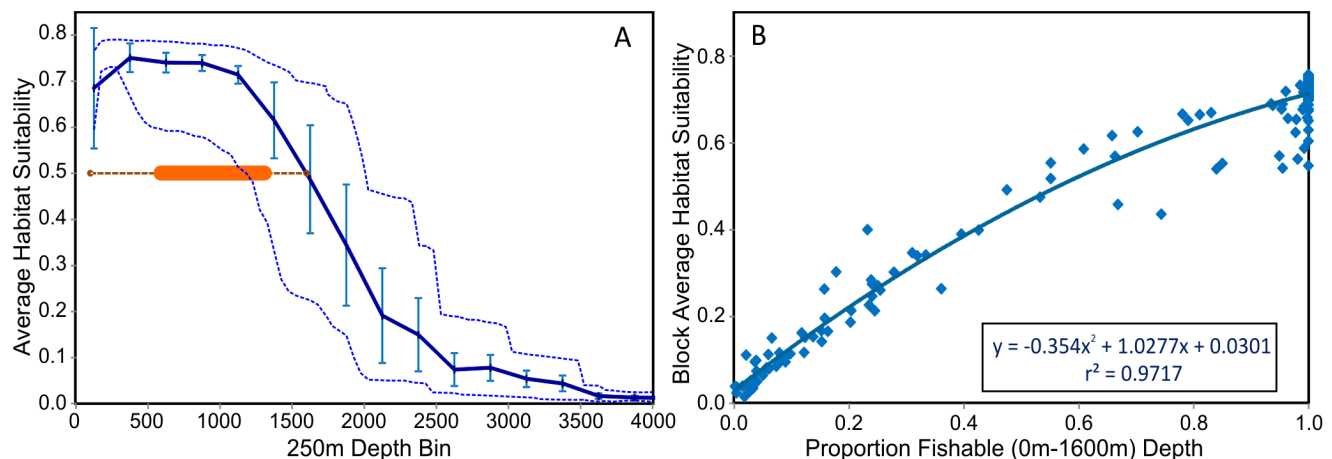 A
Average Habitat Suitability
0.8
0.7
0.6
0.5
0.4
0.3
0.2
0.1
0.0
0 500 1000 1500 2000 2500 3000 3500 4000
250m Depth Bin
B
Block Average Habitat Suitability
0.8
0.6
0.4
0.2
0.0
y = -0.354x² + 1.0277x + 0.0301
r² = 0.9717
0.0 0.2 0.4 0.6 0.8 1.0
Proportion Fishable (0m-1600m) Depth